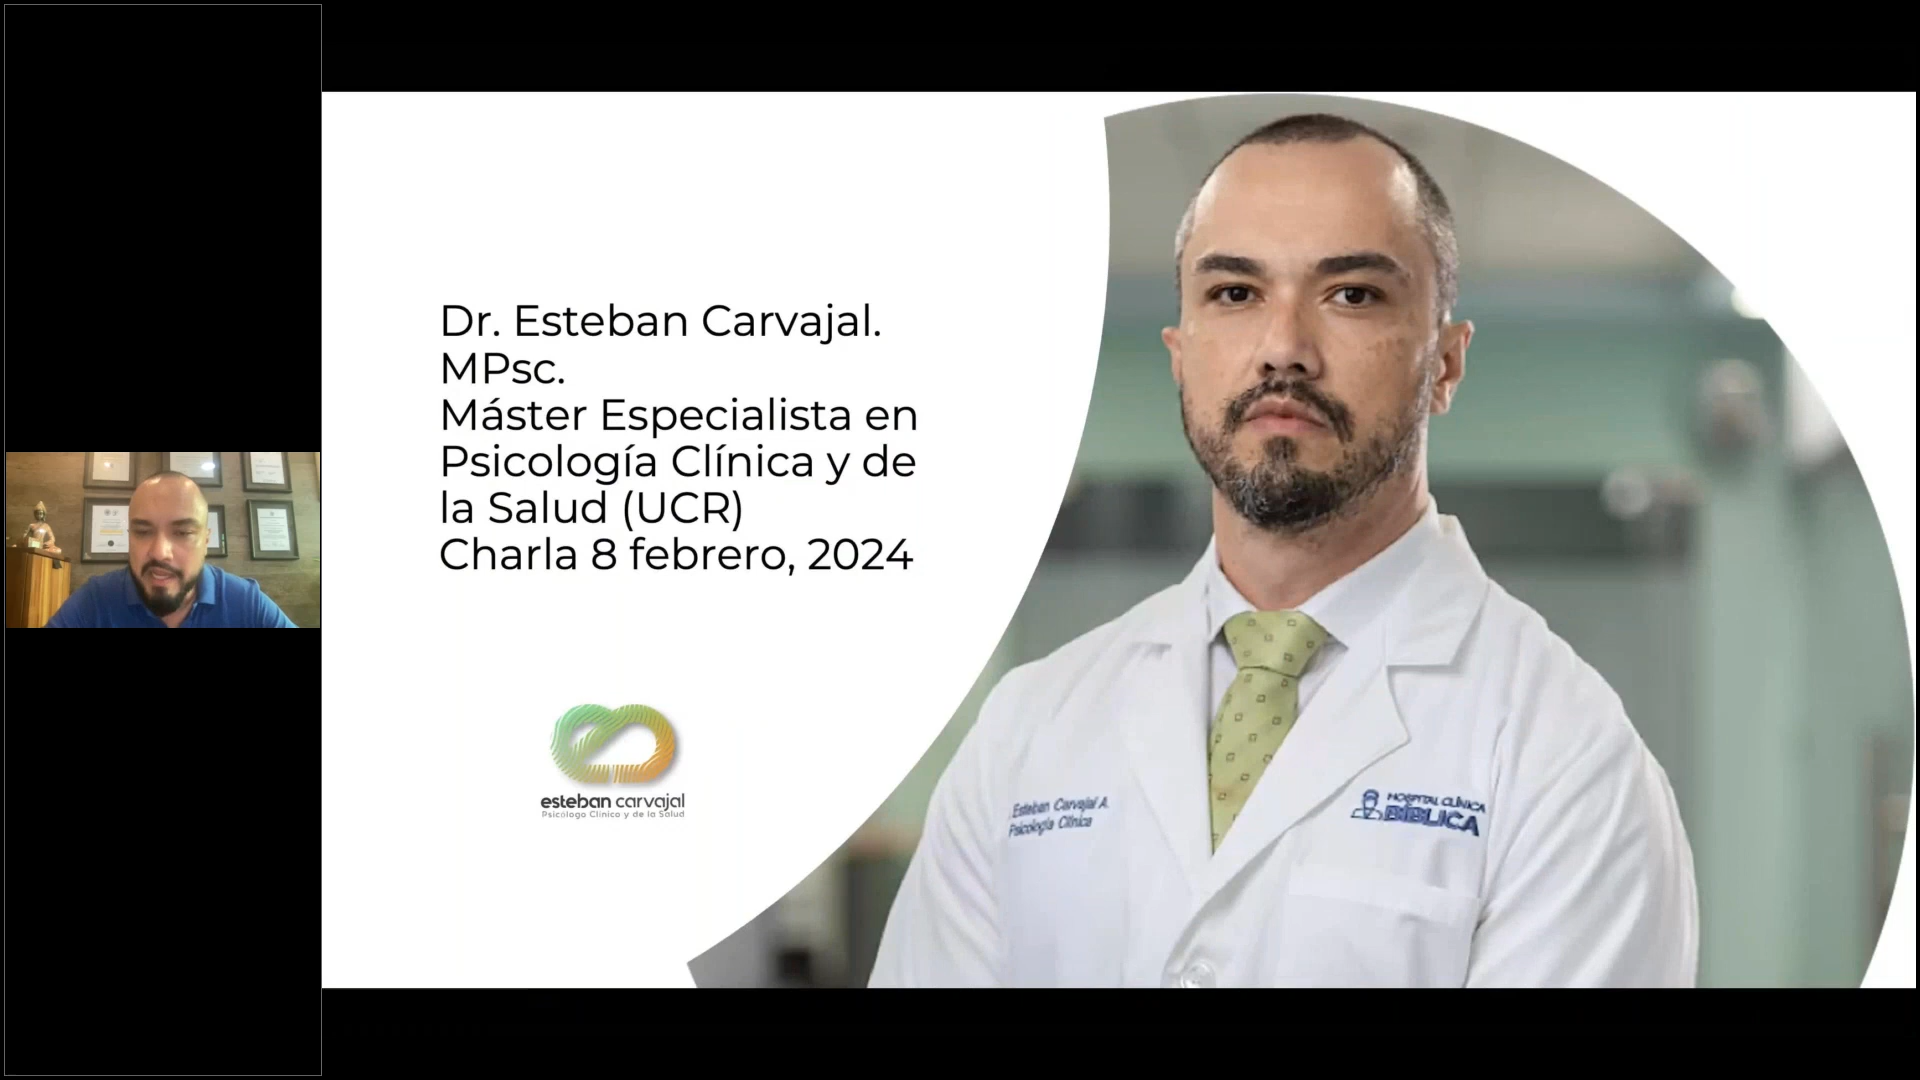 Dr. Esteban Carvajal.
MPsc.
Máster Especialista en
Psicología Clínica y de
la Salud (UCR)
Charla 8 febrero, 2024
esteban carvajal
Psicólogo Clínico y de la Salud
Esteban Carvajal A.
Psicología Clínica
HOSPITAL CLÍNICA
BÍBLICA